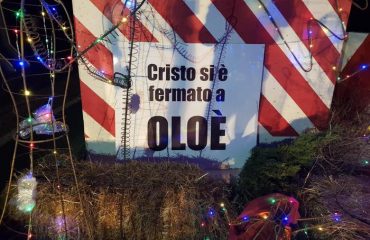 Cristo si è
fermato a
OLOÈ